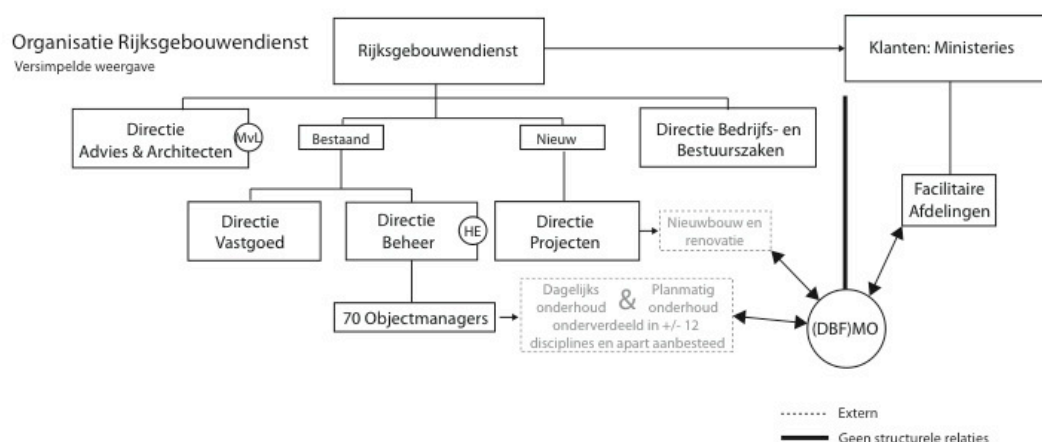 Organisatie Rijksgebouwendienst
Versimpelde weergave
Rijksgebouwendienst
Klanten: Ministeries
Directie
Advies & Architecten
MvL
Bestaand
Nieuw
Directie Bedrijfs- en
Bestuurszaken
Facilitaire
Afdelingen
Directie
Vastgoed
Directie
Beheer
HE
Directie
Projecten
Nieuwbouw en
renovatie
70 Objectmanagers
Dagelijks & Planmatig
onderhoud onderhoud
onderverdeeld in +/- 12
disciplines en apart aanbesteed
(DBF)MO
Extern
Geen structurele relaties